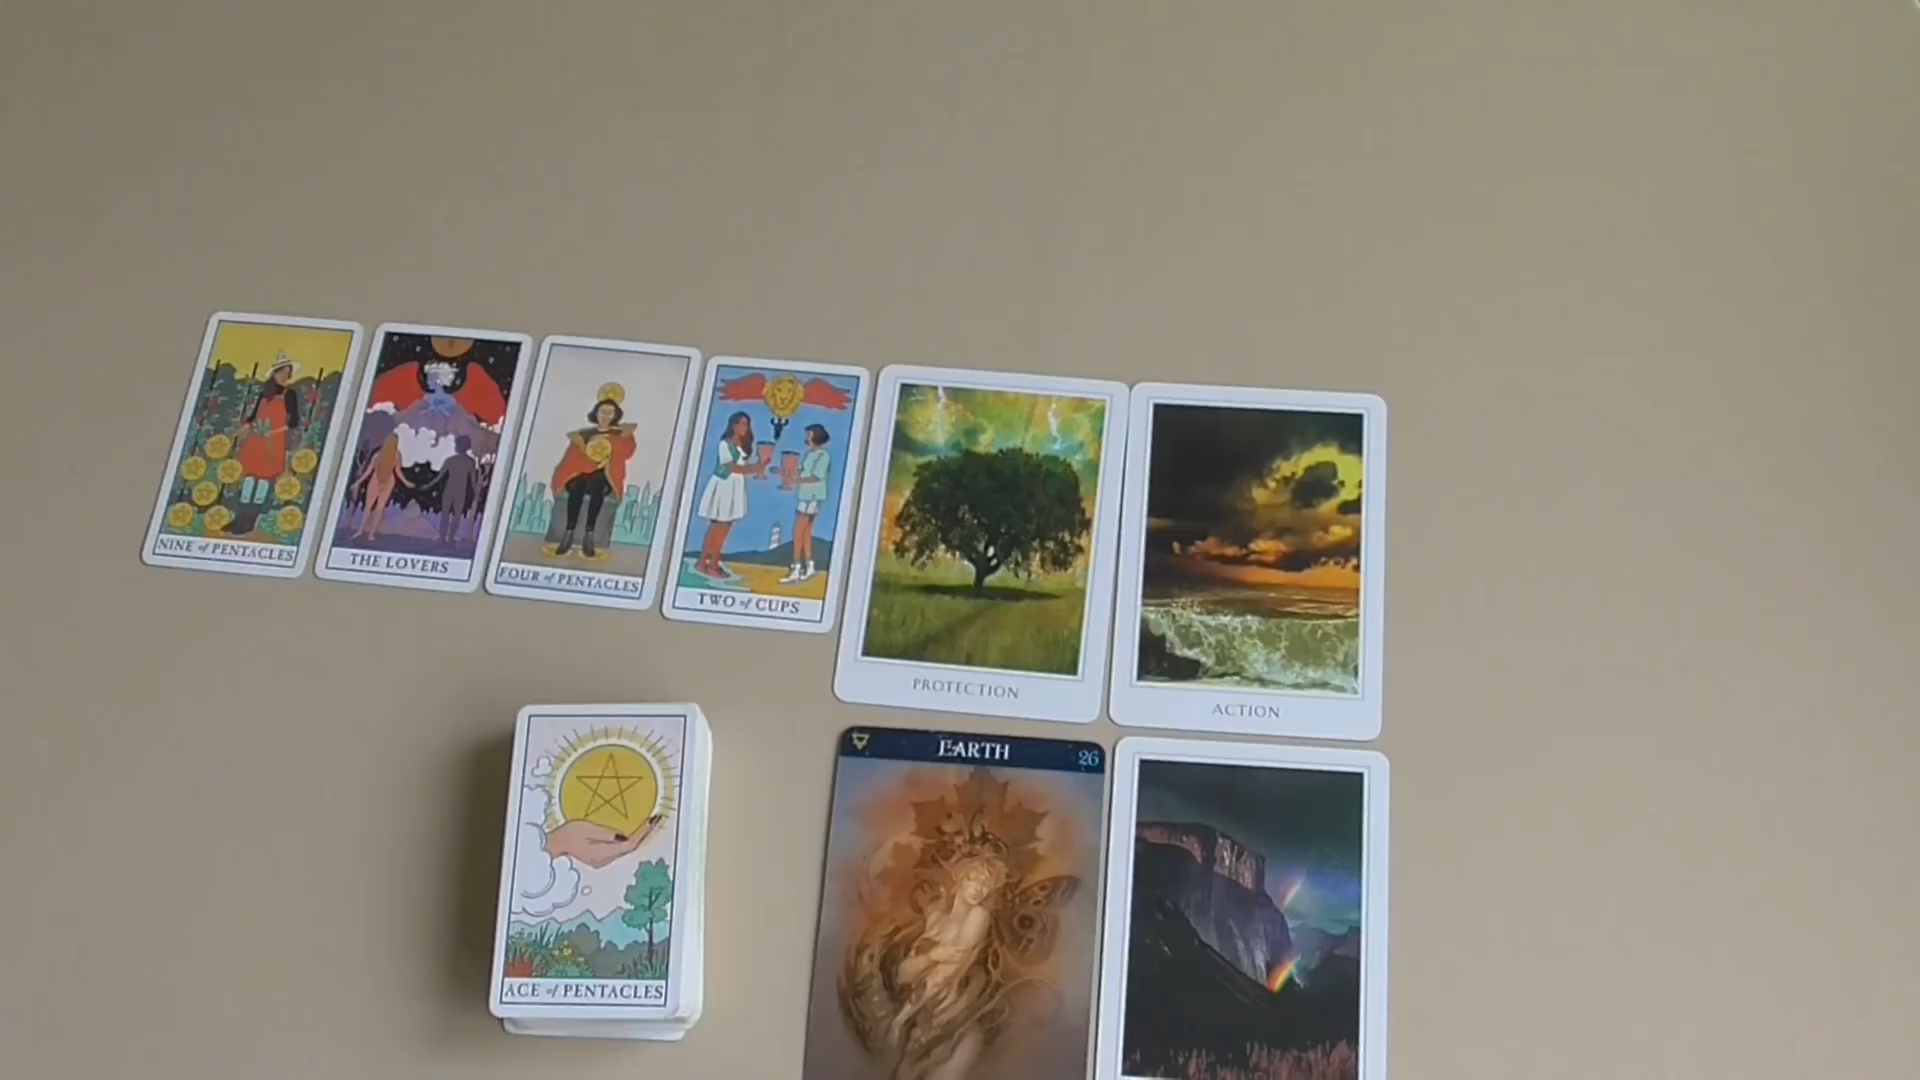 NINE of PENTACLES
THE LOVERS
FOUR of PENTACLES
TWO of CUPS
PROTECTION
ACTION
ACE of PENTACLES
EARTH
26